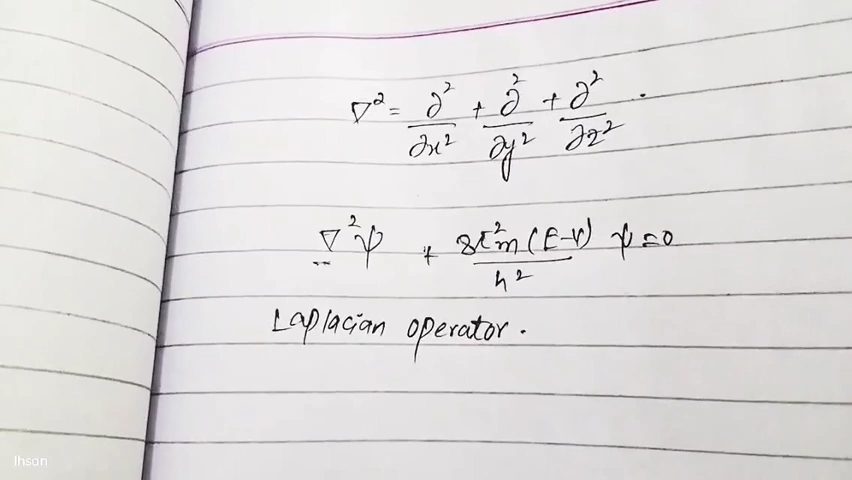 ∇² = ∂²/∂x² + ∂²/∂y² + ∂²/∂z² .
∇²ψ + 8π²m(E-V)/h² ψ = 0
Laplacian operator.
Ihsan